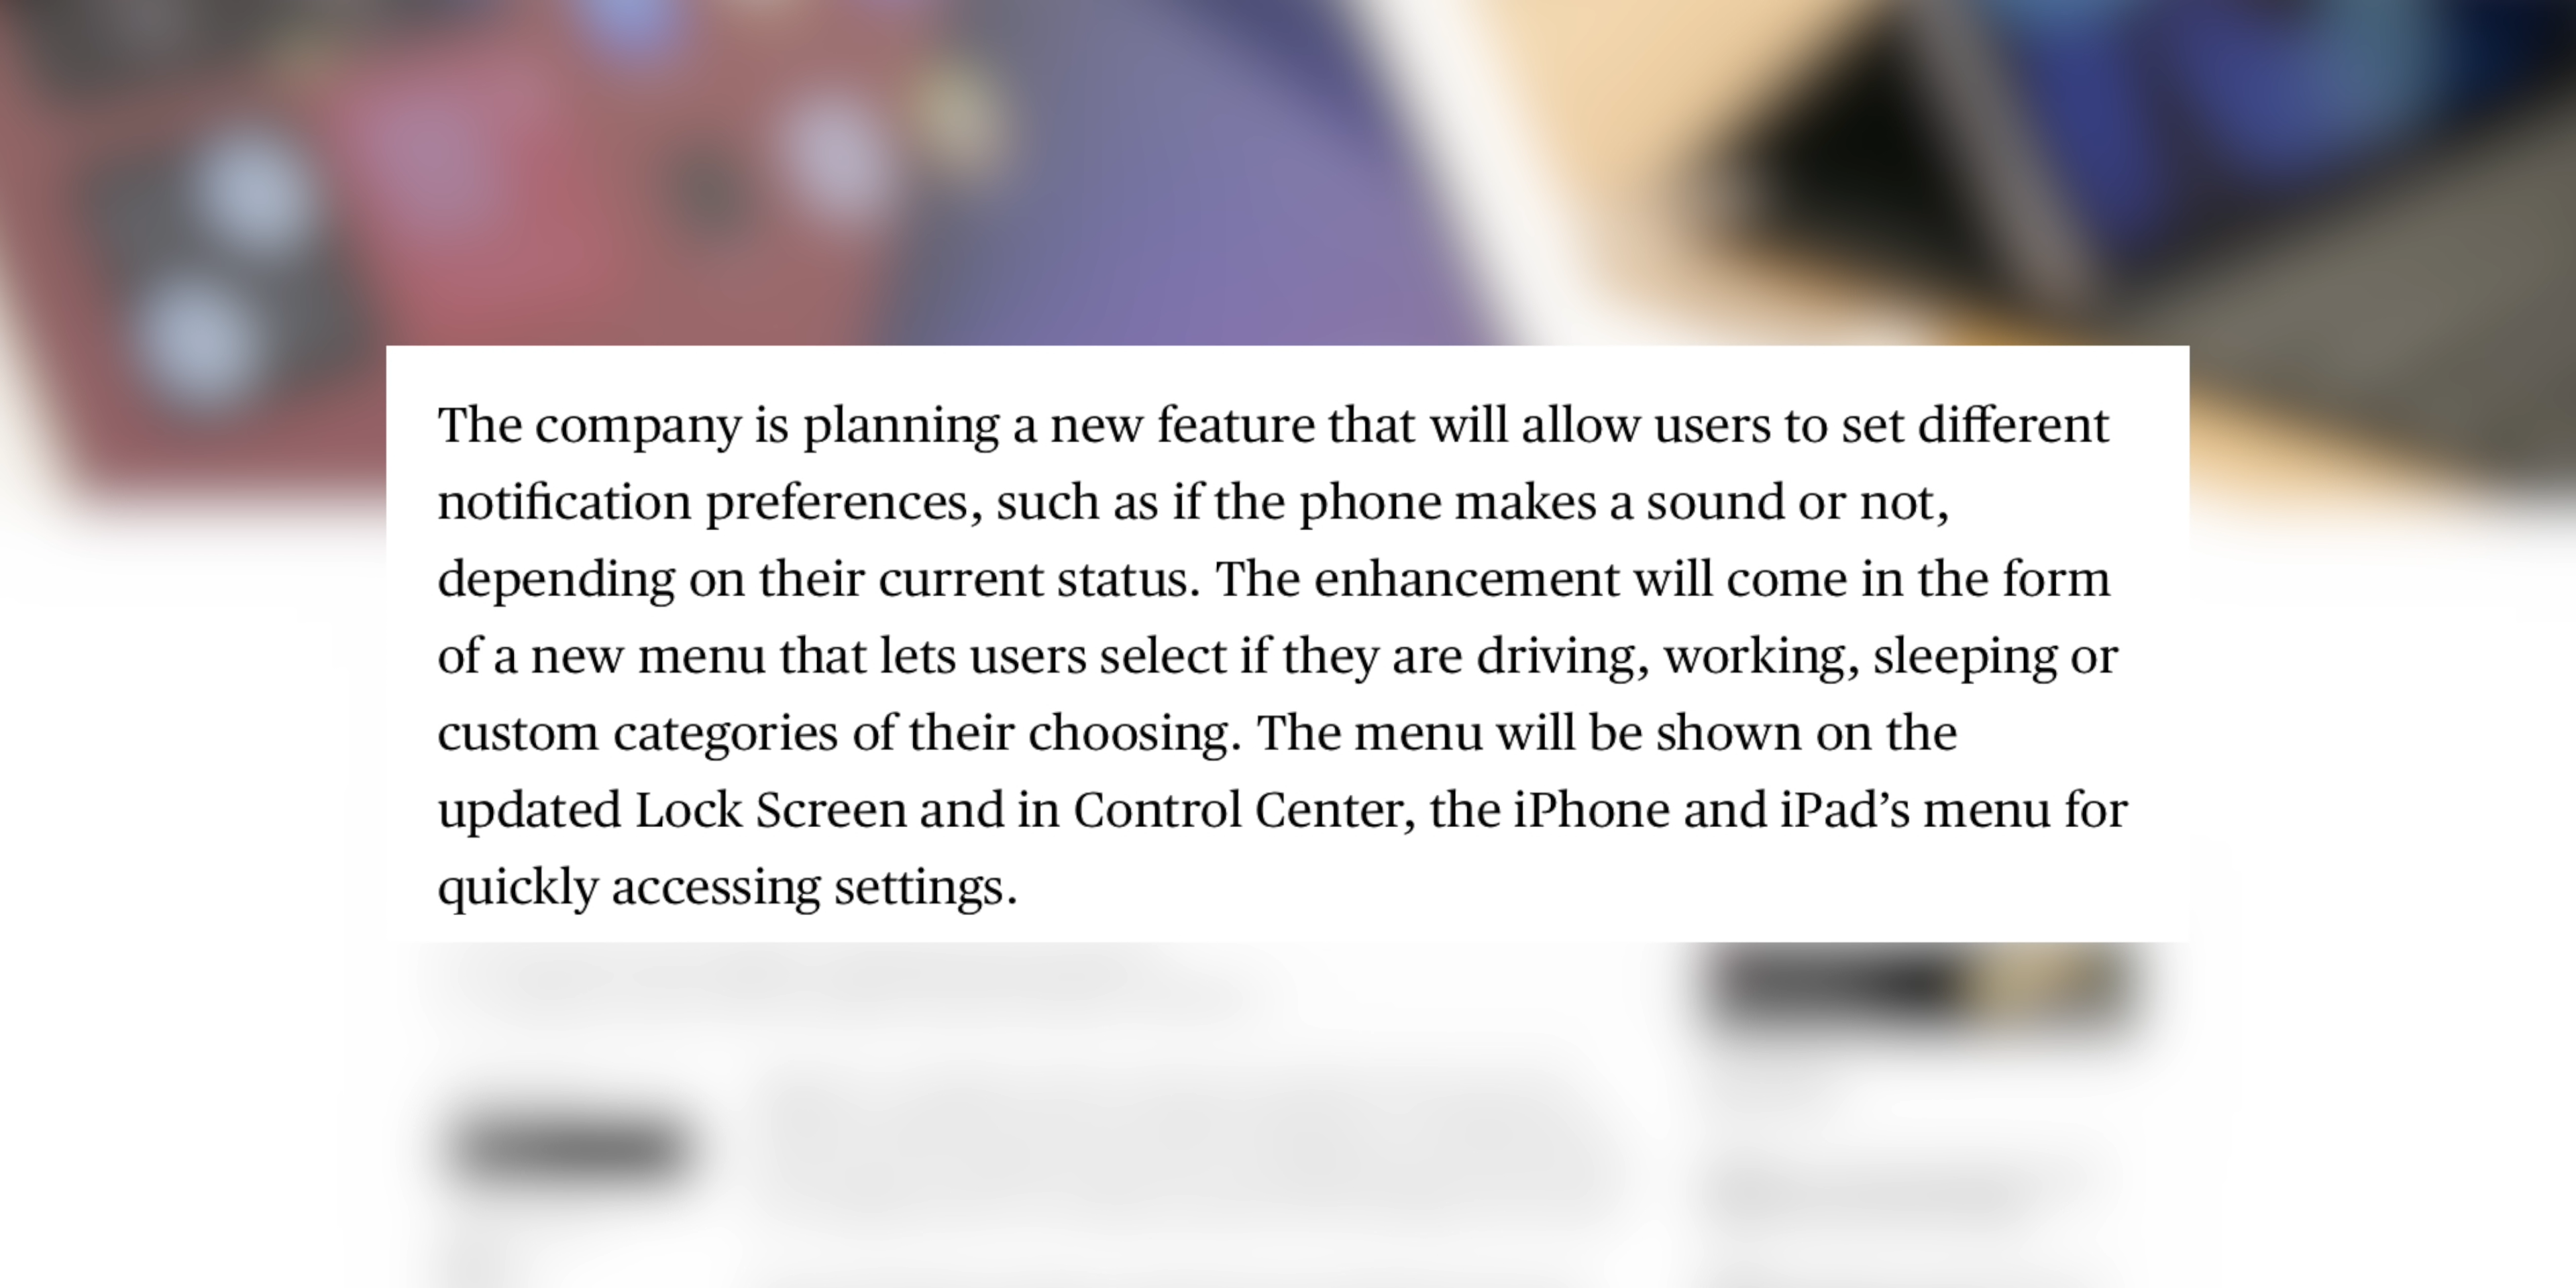 The company is planning a new feature that will allow users to set different
notification preferences, such as if the phone makes a sound or not,
depending on their current status. The enhancement will come in the form
of a new menu that lets users select if they are driving, working, sleeping or
custom categories of their choosing. The menu will be shown on the
updated Lock Screen and in Control Center, the iPhone and iPad’s menu for
quickly accessing settings.